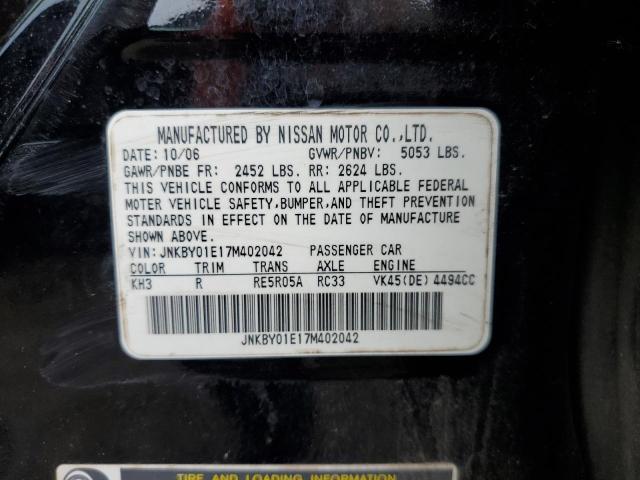 MANUFACTURED BY NISSAN MOTOR CO.,LTD.
DATE: 10/06 GVWR/PNBV: 5053 LBS.
GAWR/PNBE FR: 2452 LBS. RR: 2624 LBS.
THIS VEHICLE CONFORMS TO ALL APPLICABLE FEDERAL
MOTOR VEHICLE SAFETY,BUMPER,AND THEFT PREVENTION
STANDARDS IN EFFECT ON THE DATE OF MANUFACTURE
SHOWN ABOVE.
VIN: JNKBY01E17M402042 PASSENGER CAR
COLOR TRIM TRANS AXLE ENGINE
KH3 R RE5R05A RC33 VK45(DE) 4494CC
JNKBY01E17M402042
TIRE AND LOADING INFORMATION